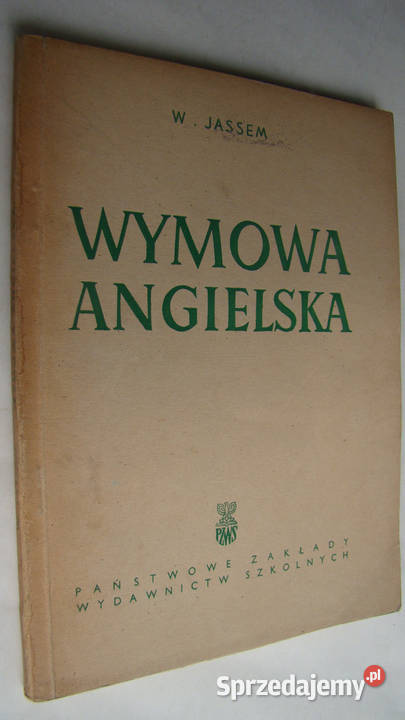 W. JASSEM
WYMOWA
ANGIELSKA
PZWS
PAŃSTWOWE ZAKŁADY
WYDAWNICTW SZKOLNYCH
Sprzedajemy.pl